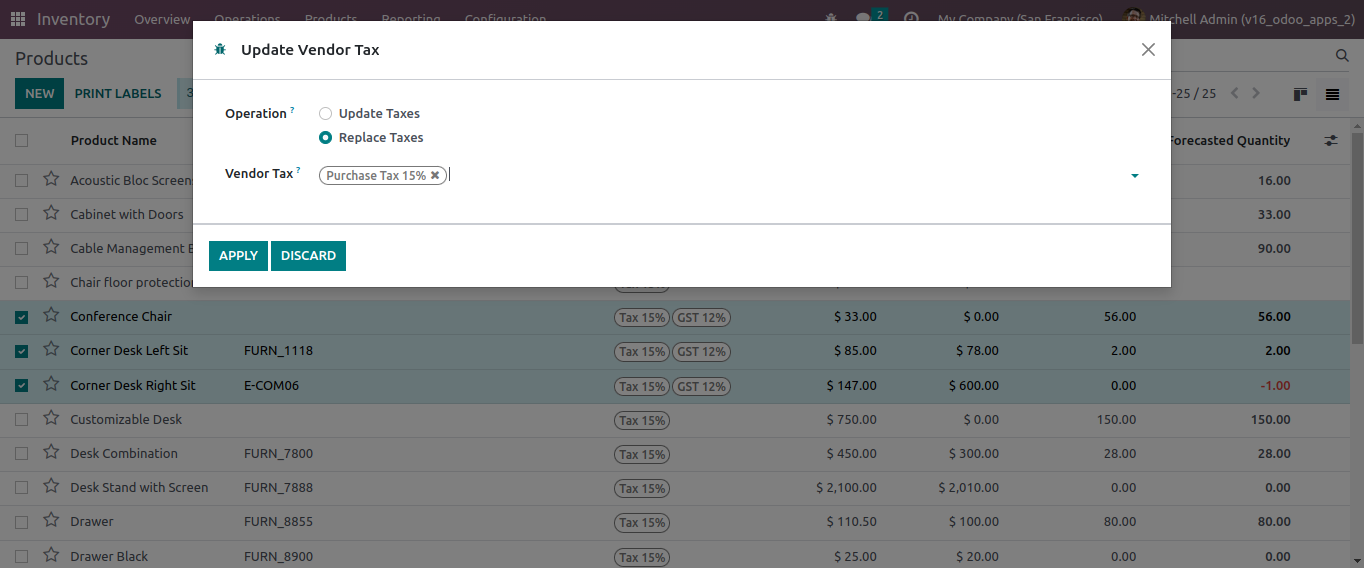 Inventory Overview Operations Products Reporting Configuration 2 My Company (San Francisco) Mitchell Admin (v16_odoo_apps_2)
Update Vendor Tax
Products
NEW PRINT LABELS 3 -25 / 25
Operation ? Update Taxes
Replace Taxes
Product Name Forecasted Quantity
Vendor Tax ? Purchase Tax 15% ✖
Acoustic Bloc Screens 16.00
Cabinet with Doors 33.00
Cable Management 90.00
APPLY DISCARD
Chair floor protection
Conference Chair Tax 15% GST 12% $ 33.00 $ 0.00 56.00 56.00
Corner Desk Left Sit FURN_1118 Tax 15% GST 12% $ 85.00 $ 78.00 2.00 2.00
Corner Desk Right Sit E-COM06 Tax 15% GST 12% $ 147.00 $ 600.00 0.00 -1.00
Customizable Desk Tax 15% $ 750.00 $ 0.00 150.00 150.00
Desk Combination FURN_7800 Tax 15% $ 450.00 $ 300.00 28.00 28.00
Desk Stand with Screen FURN_7888 Tax 15% $ 2,100.00 $ 2,010.00 0.00 0.00
Drawer FURN_8855 Tax 15% $ 110.50 $ 100.00 80.00 80.00
Drawer Black FURN_8900 Tax 15% $ 25.00 $ 20.00 0.00 0.00